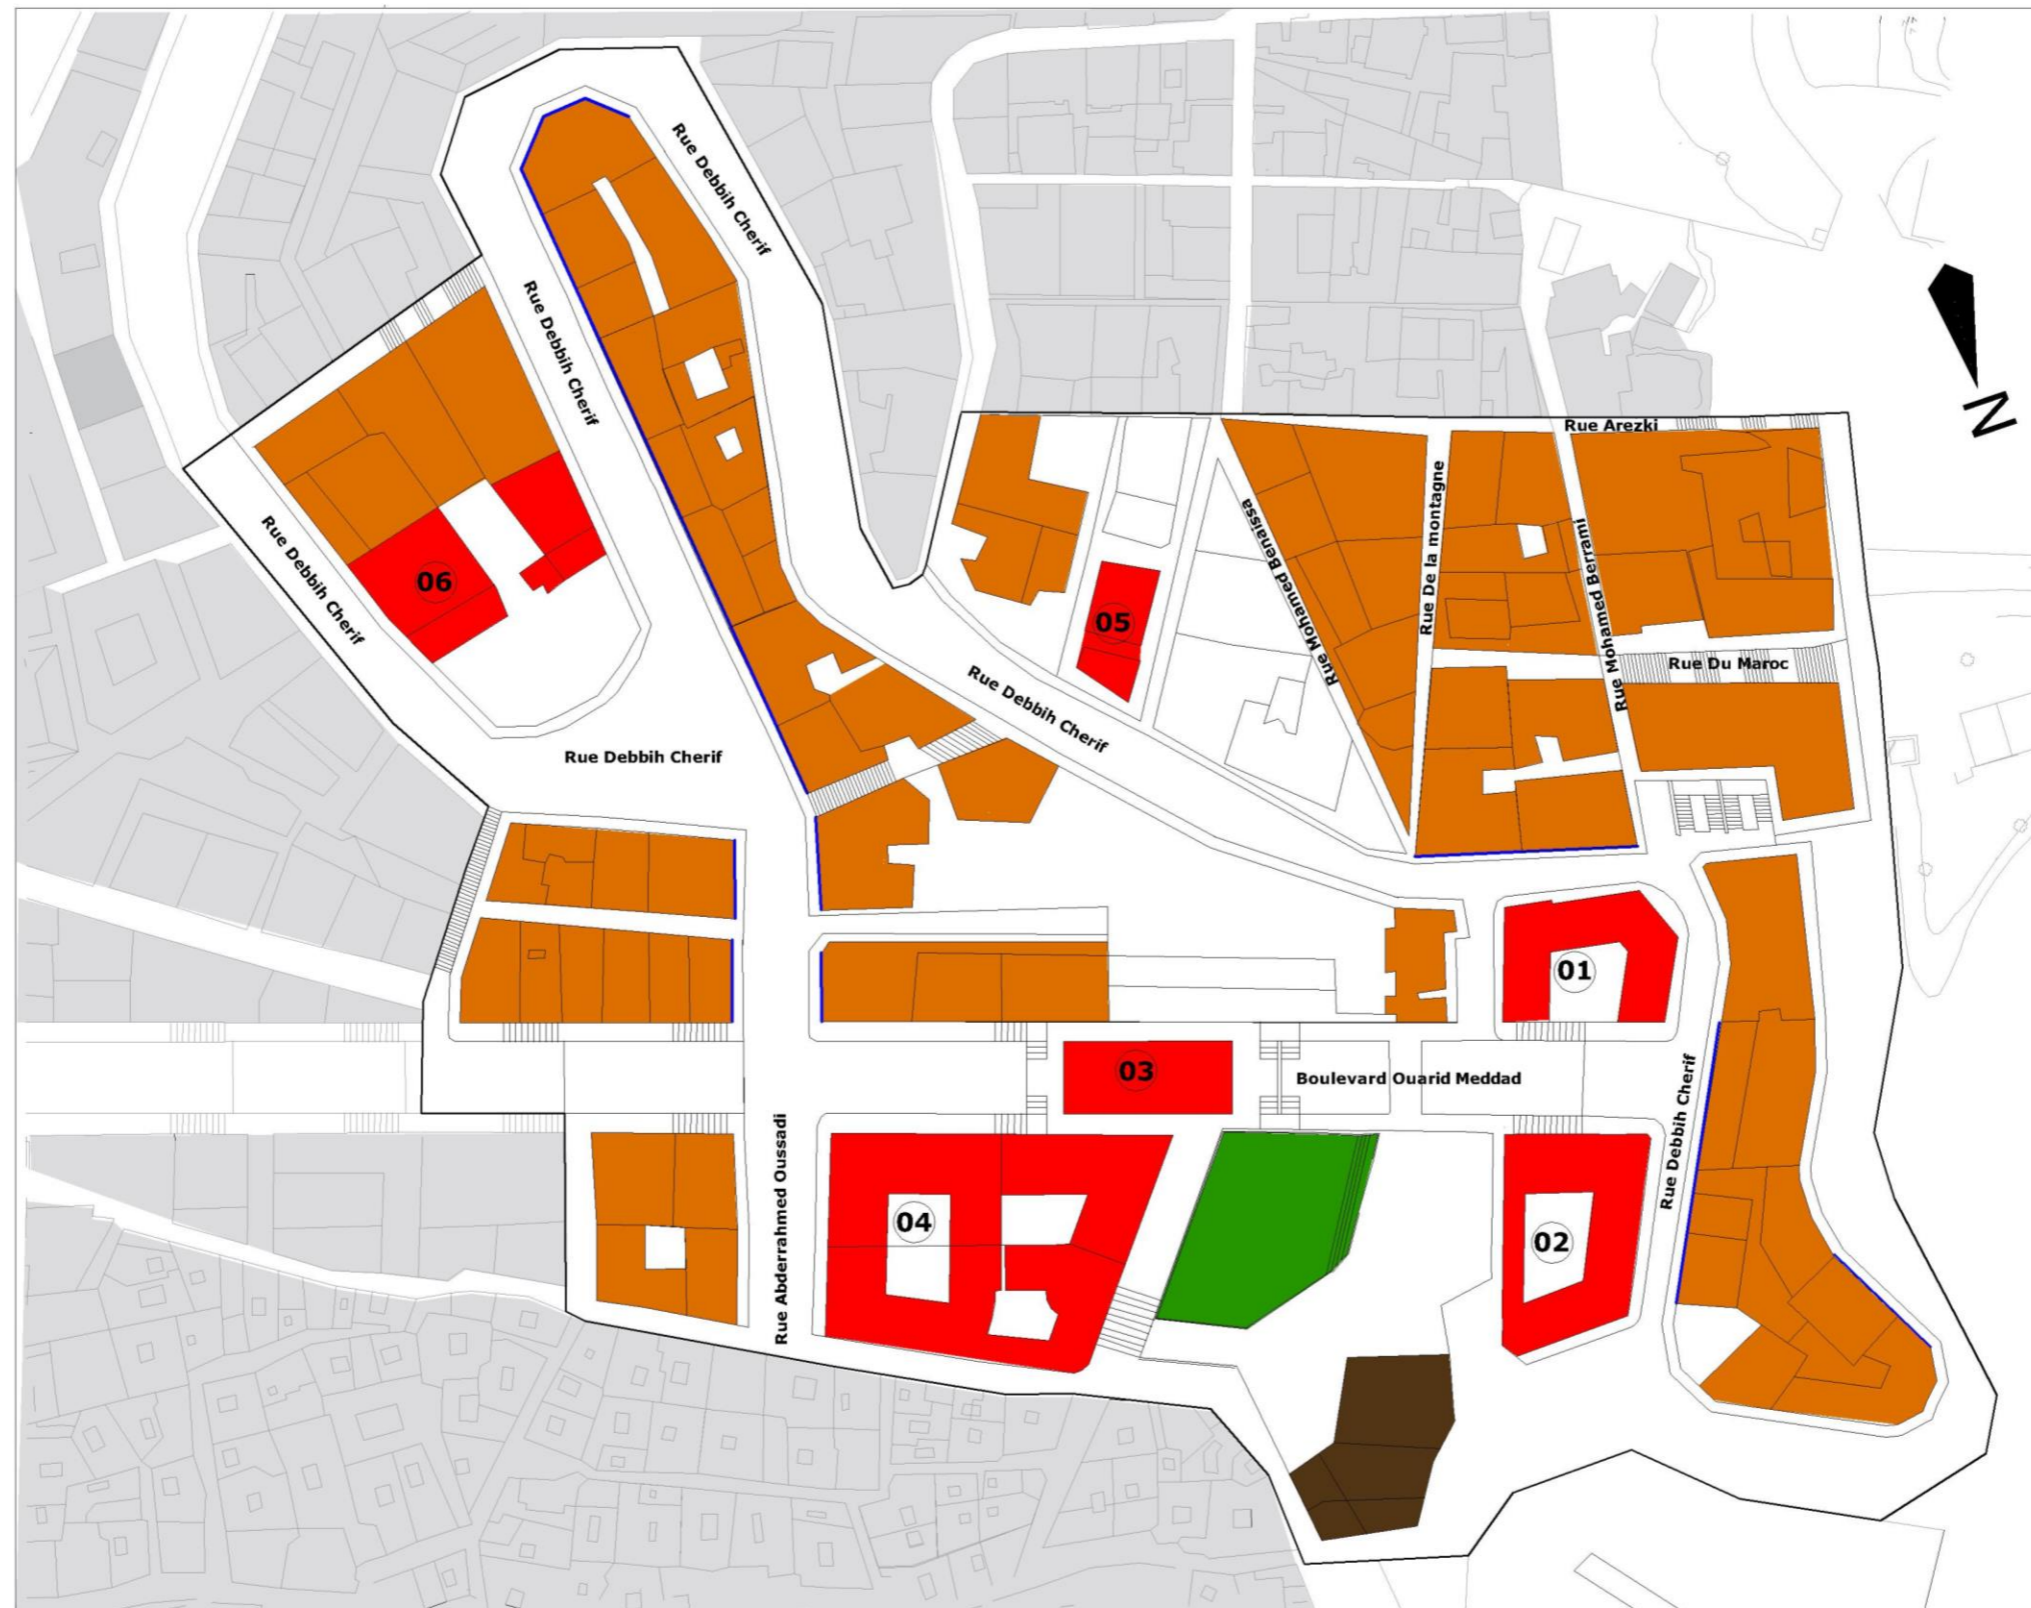 Rue Debbih Cherif
Rue Debbih Cherif
Rue Arezki
Rue De la montagne
Rue Mohamed Benaissa
Rue Mohamed Berrami
Rue Debbih Cherif
06
05
Rue Du Maroc
Rue Debbih Cherif
Rue Debbih Cherif
01
03
Boulevard Ouarid Meddad
Rue Debbih Cherif
Rue Abderrahmed Oussadi
04
02
N